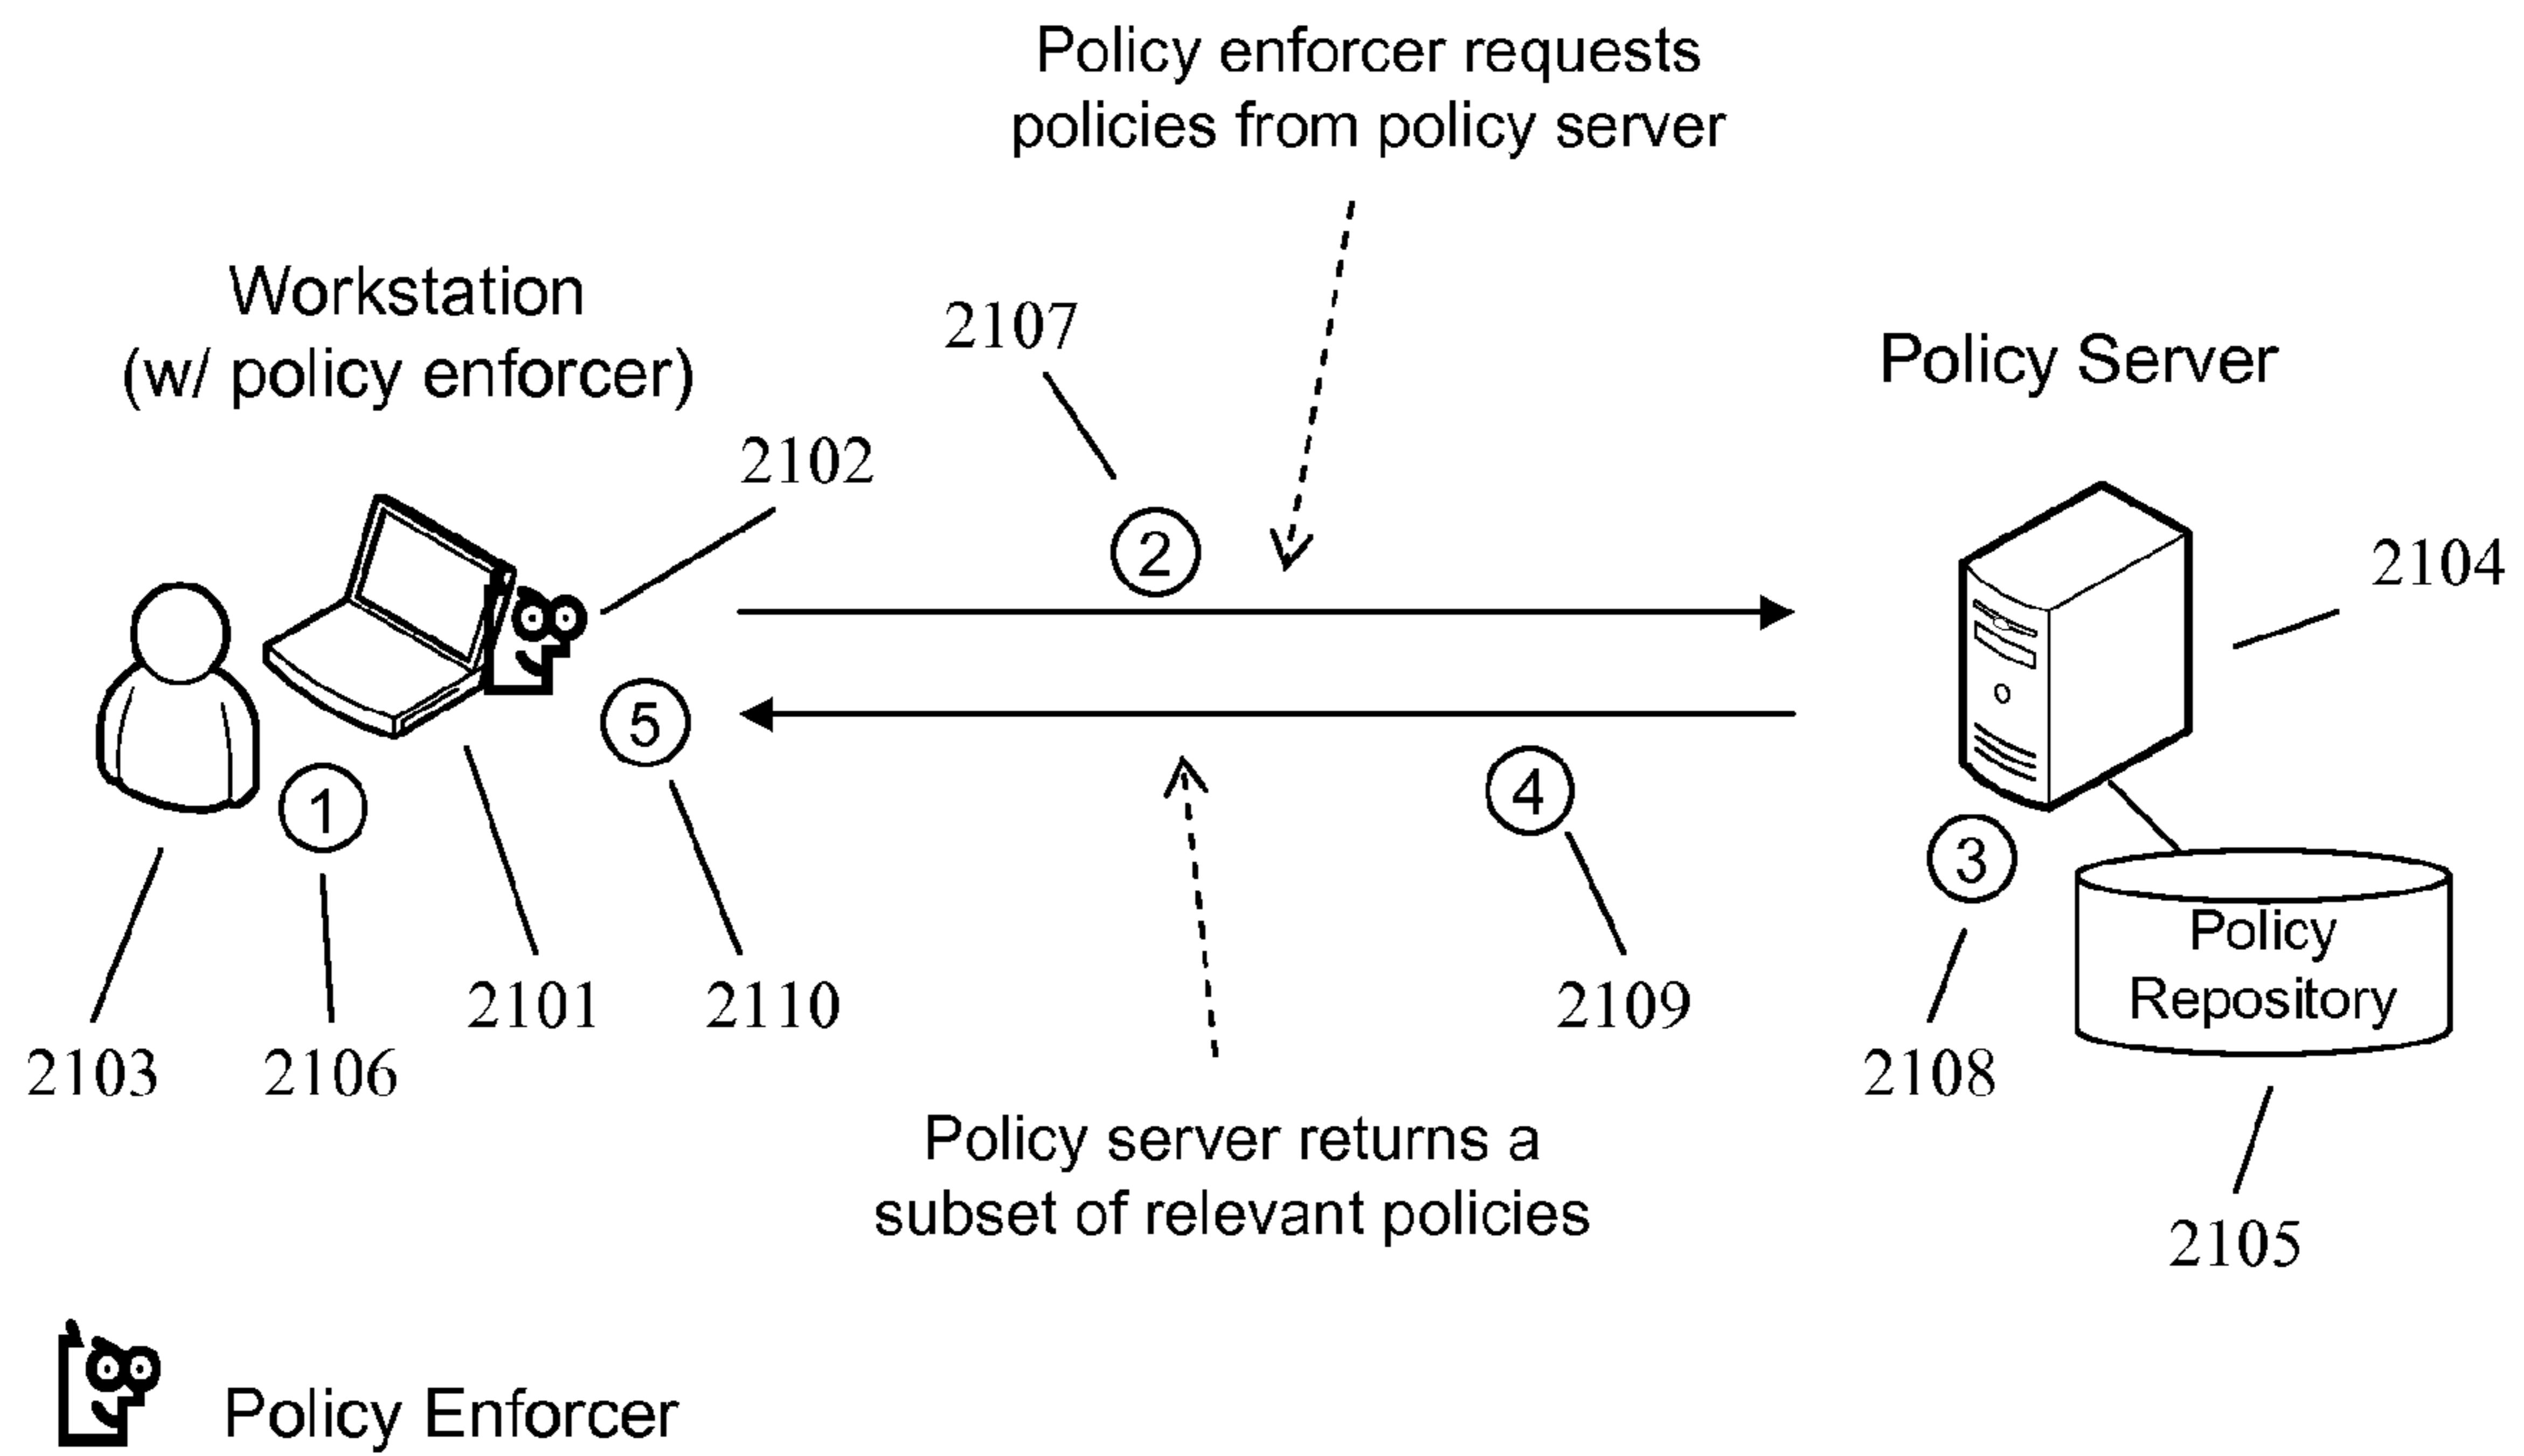 Policy enforcer requests
policies from policy server
Workstation
(w/ policy enforcer)
2107
Policy Server
2102
2
2104
5
1
4
3
Policy
Repository
2101
2110
2109
2103
2106
2108
Policy server returns a
subset of relevant policies
2105
Policy Enforcer